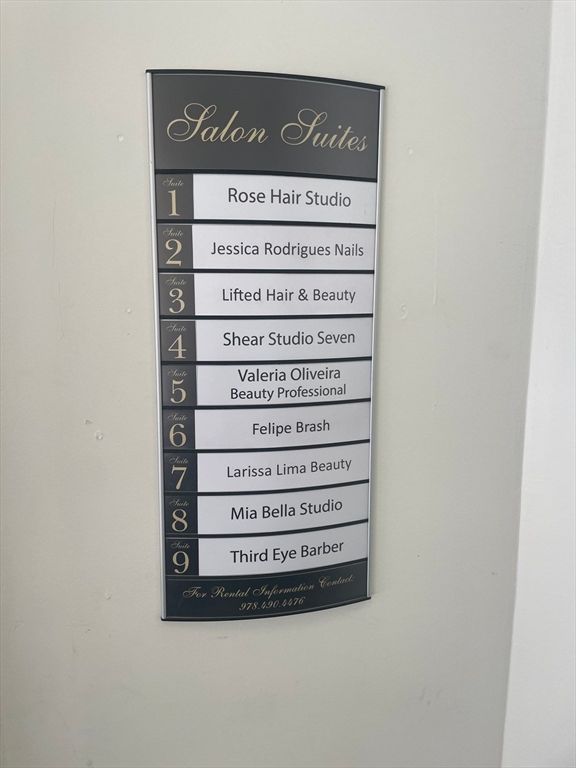 Salon Suites
Suite
1
Rose Hair Studio
Suite
2
Jessica Rodrigues Nails
Suite
3
Lifted Hair & Beauty
Suite
4
Shear Studio Seven
Suite
5
Valeria Oliveira
Beauty Professional
Suite
6
Felipe Brash
Suite
7
Larissa Lima Beauty
Suite
8
Mia Bella Studio
Suite
9
Third Eye Barber
For Rental Information Contact:
978.490.4476